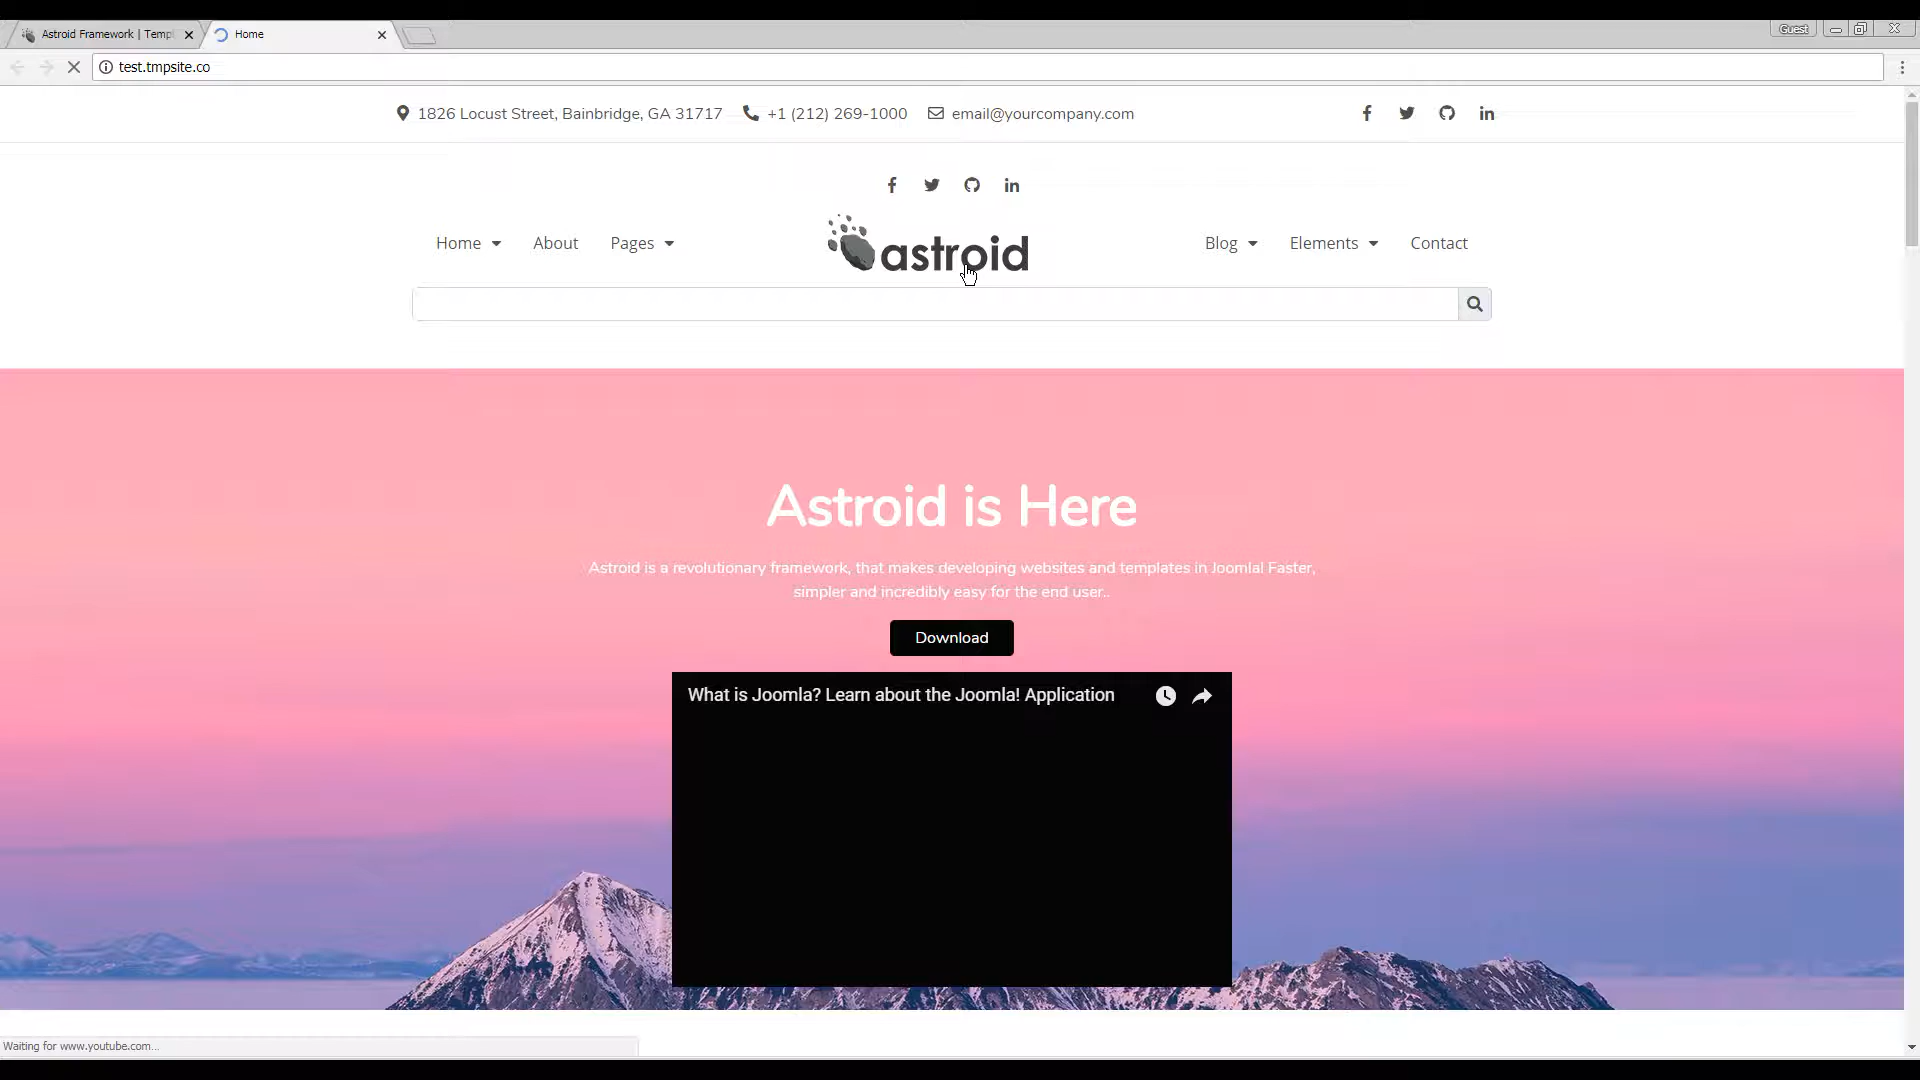 Astroid Framework | Templ
Home
Guest
test.tmpsite.co
1826 Locust Street, Bainbridge, GA 31717
+1 (212) 269-1000
email@yourcompany.com
Home
About
Pages
astroid
Blog
Elements
Contact
Astroid is Here
Astroid is a revolutionary framework, that makes developing websites and templates in Joomla! Faster,
simpler and incredibly easy for the end user..
Download
What is Joomla? Learn about the Joomla! Application
Waiting for www.youtube.com...